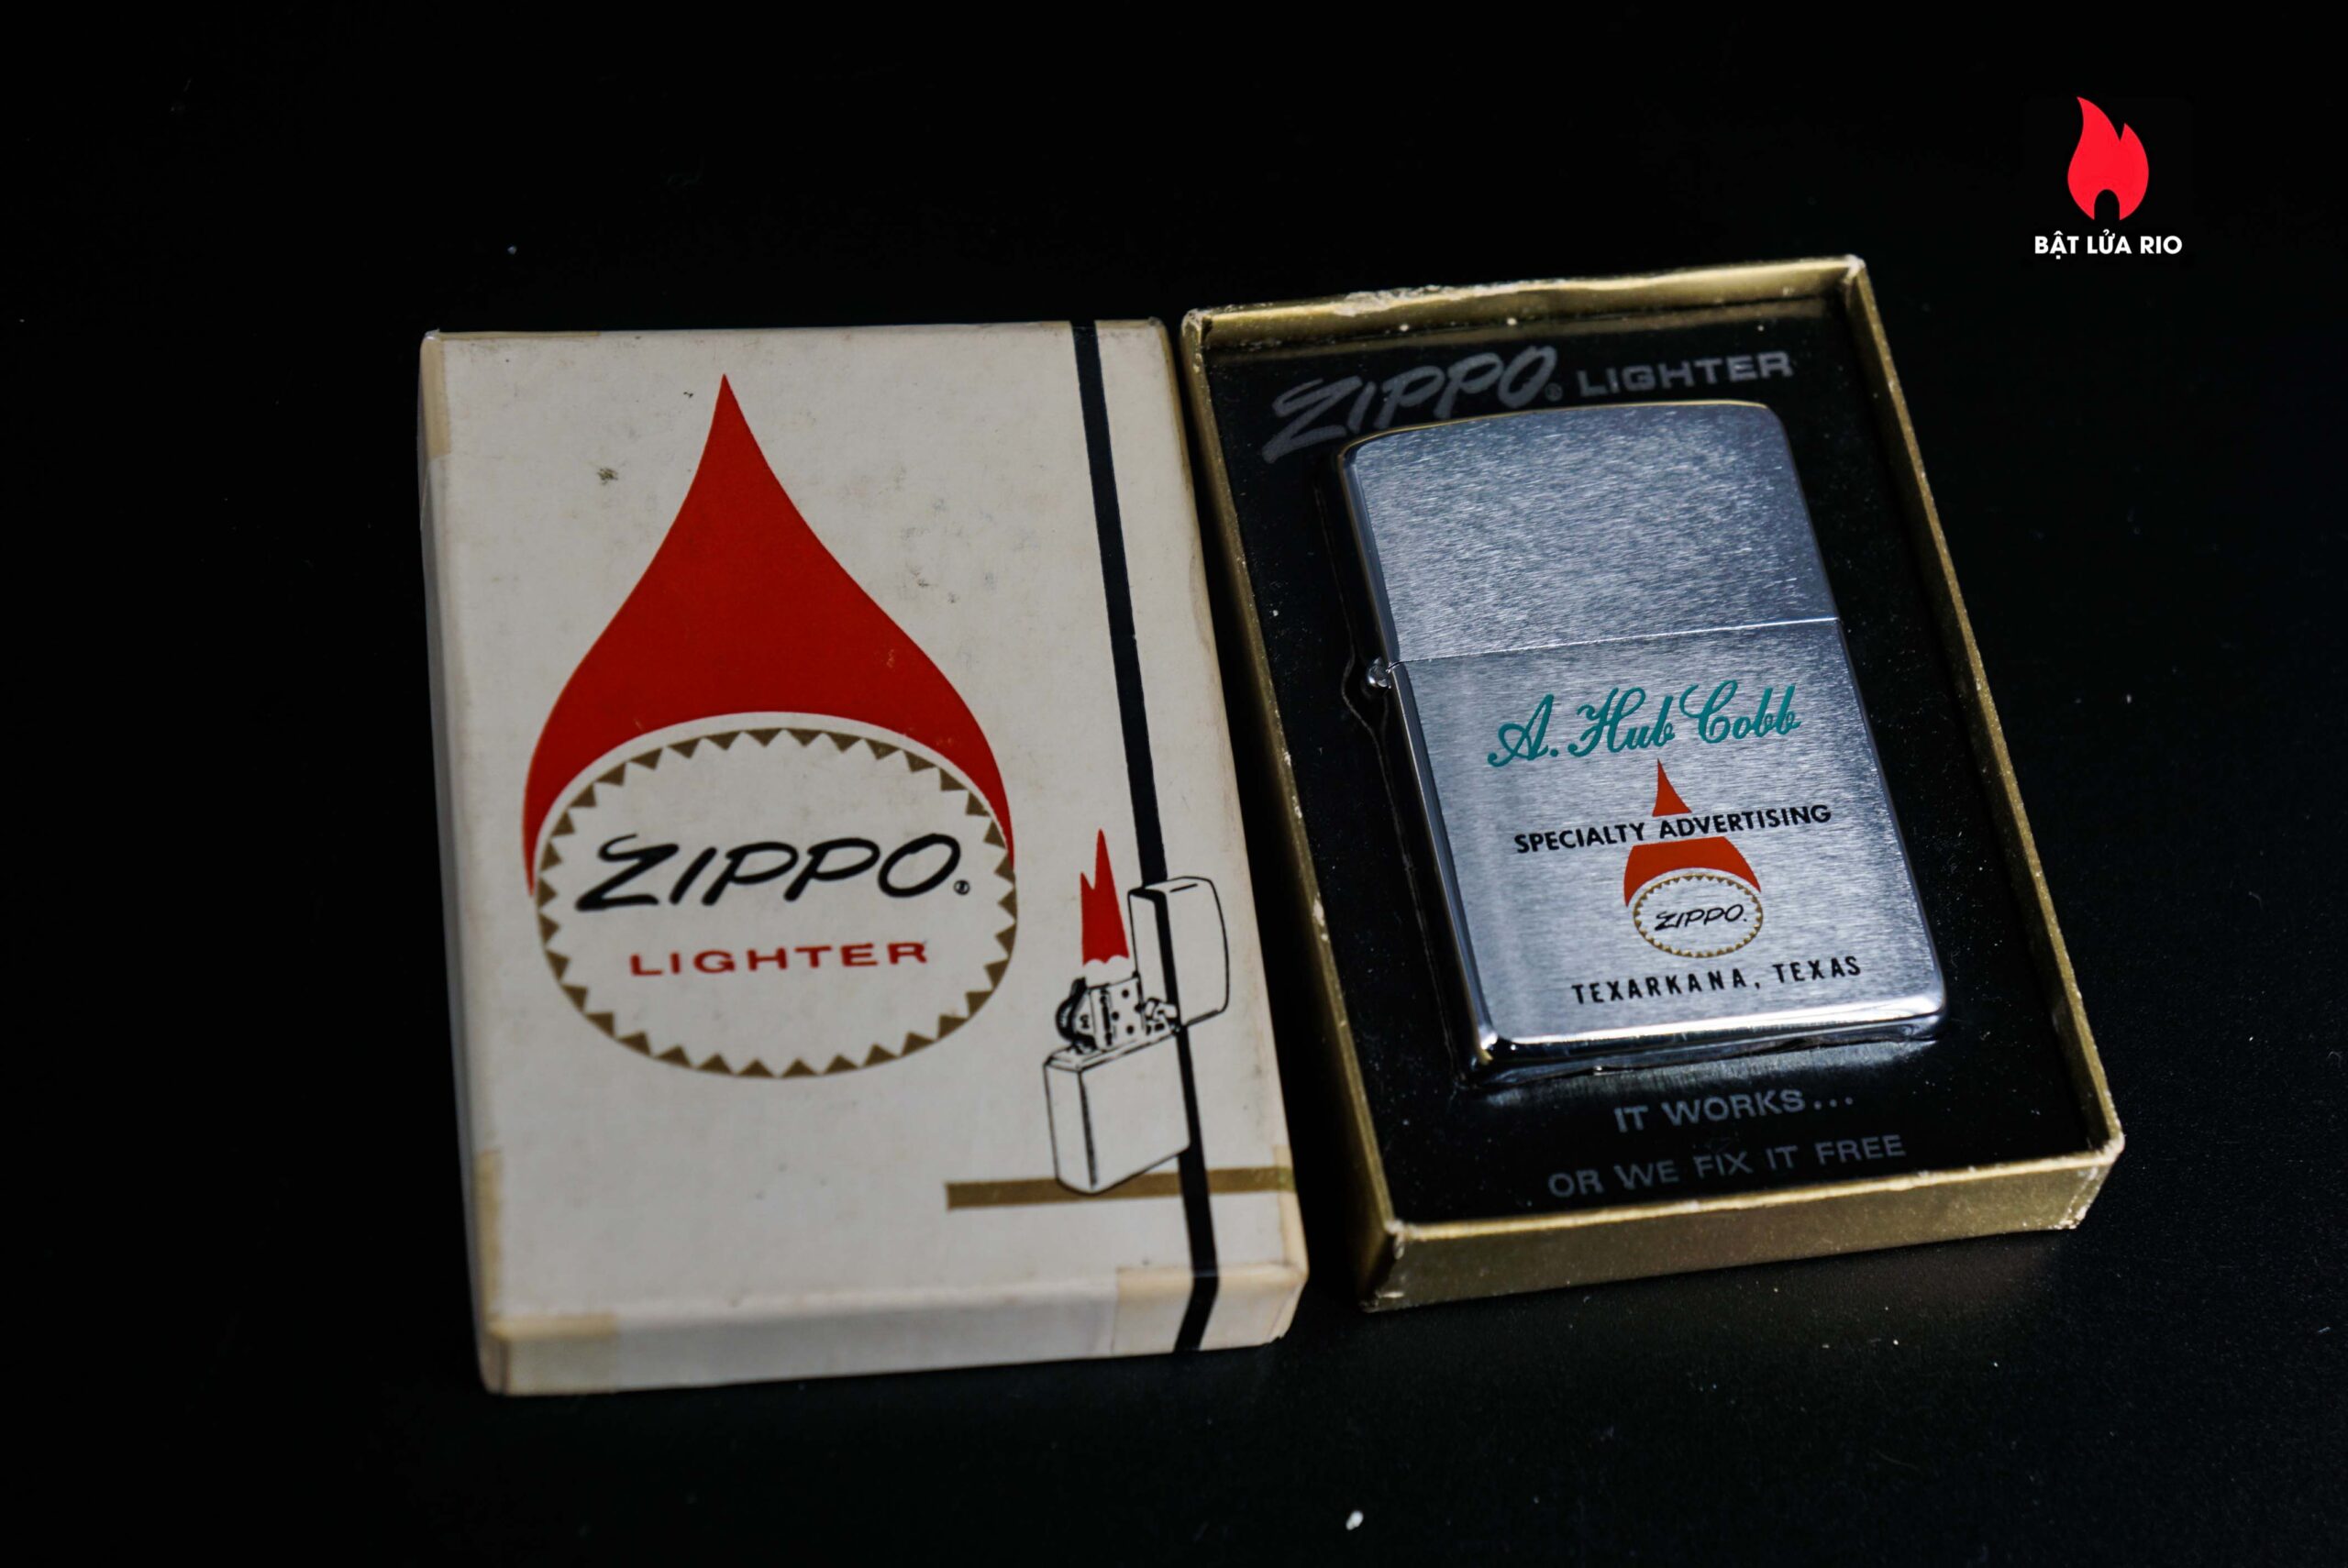 BẬT LỬA RIO
ZIPPO®
LIGHTER
ZIPPO® LIGHTER
A. Hub Cobb
SPECIALTY ADVERTISING
ZIPPO.
TEXARKANA, TEXAS
IT WORKS...
OR WE FIX IT FREE